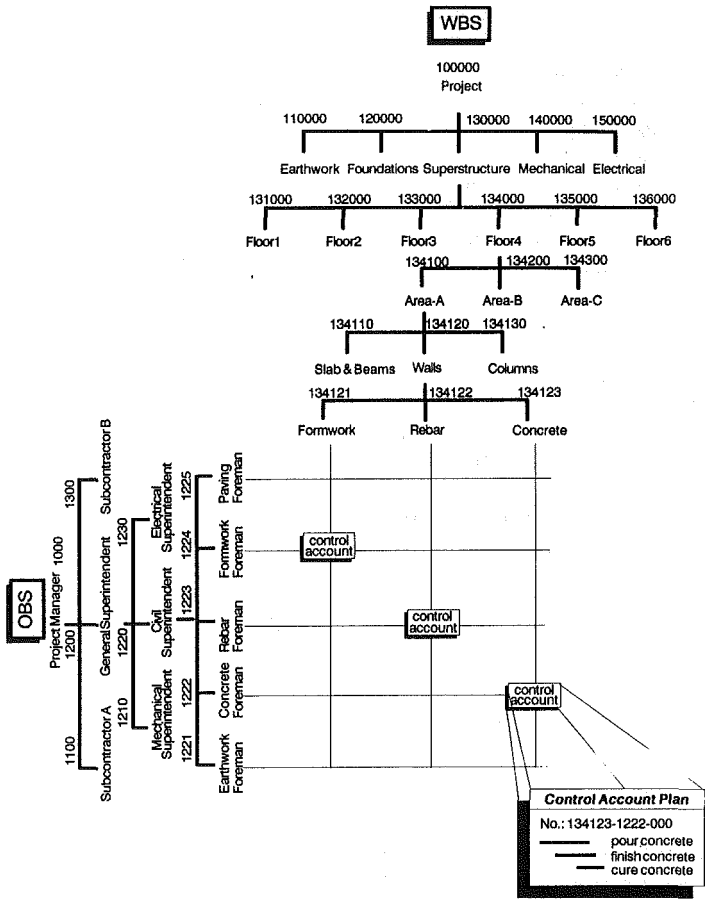 WBS
100000
Project
110000 120000 130000 140000 150000
Earthwork Foundations Superstructure Mechanical Electrical
131000 132000 133000 134000 135000 136000
Floor1 Floor2 Floor3 Floor4 Floor5 Floor6
134100 134200 134300
Area-A Area-B Area-C
134110 134120 134130
Slab & Beams Walls Columns
134121 134122 134123
Formwork Rebar Concrete
OBS
Project Manager 1000
1100 1200 1300
Subcontractor A General Superintendent Subcontractor B
1210 1220 1230
Mechanical Superintendent
Civil Superintendent
Electrical Superintendent
1221 1222 1223 1224 1225
Earthwork Foreman
Concrete Foreman
Rebar Foreman
Formwork Foreman
Paving Foreman
control
account
control
account
control
account
Control Account Plan
No.: 134123-1222-000
pour concrete
finish concrete
cure concrete